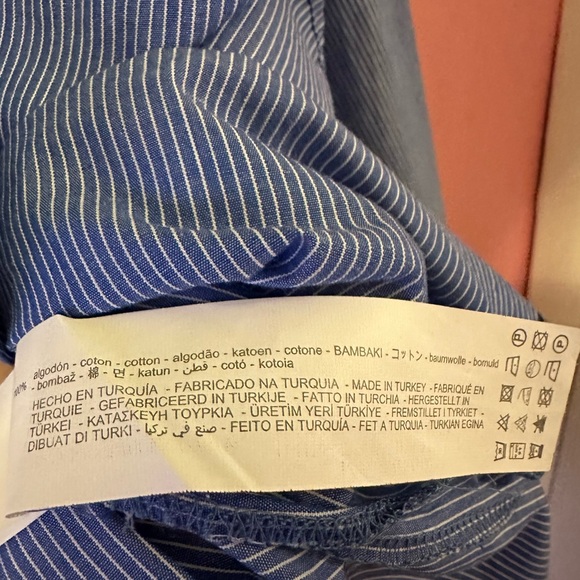 100% algodón - coton - cotton - algodão - katoen - cotone - BAMBAKI - コットン - baumwolle - bomuld
- bombaž - 棉 - 면 - katun - قطن - cotó - kotoia
HECHO EN TURQUÍA - FABRICADO NA TURQUIA - MADE IN TURKEY - FABRIQUÉ EN
TURQUIE - GEFABRICEERD IN TURKIJE - FATTO IN TURCHIA - HERGESTELLT IN
TÜRKEI - ΚΑΤΑΣΚΕΥΗ ΤΟΥΡΚΙΑ - ÜRETİM YERİ TÜRKİYE - FREMSTILLET I TYRKIET -
DIBUAT DI TURKI - صنع في تركيا - FEITO EN TURQUÍA - FET A TURQUIA - TURKIAN EGINA